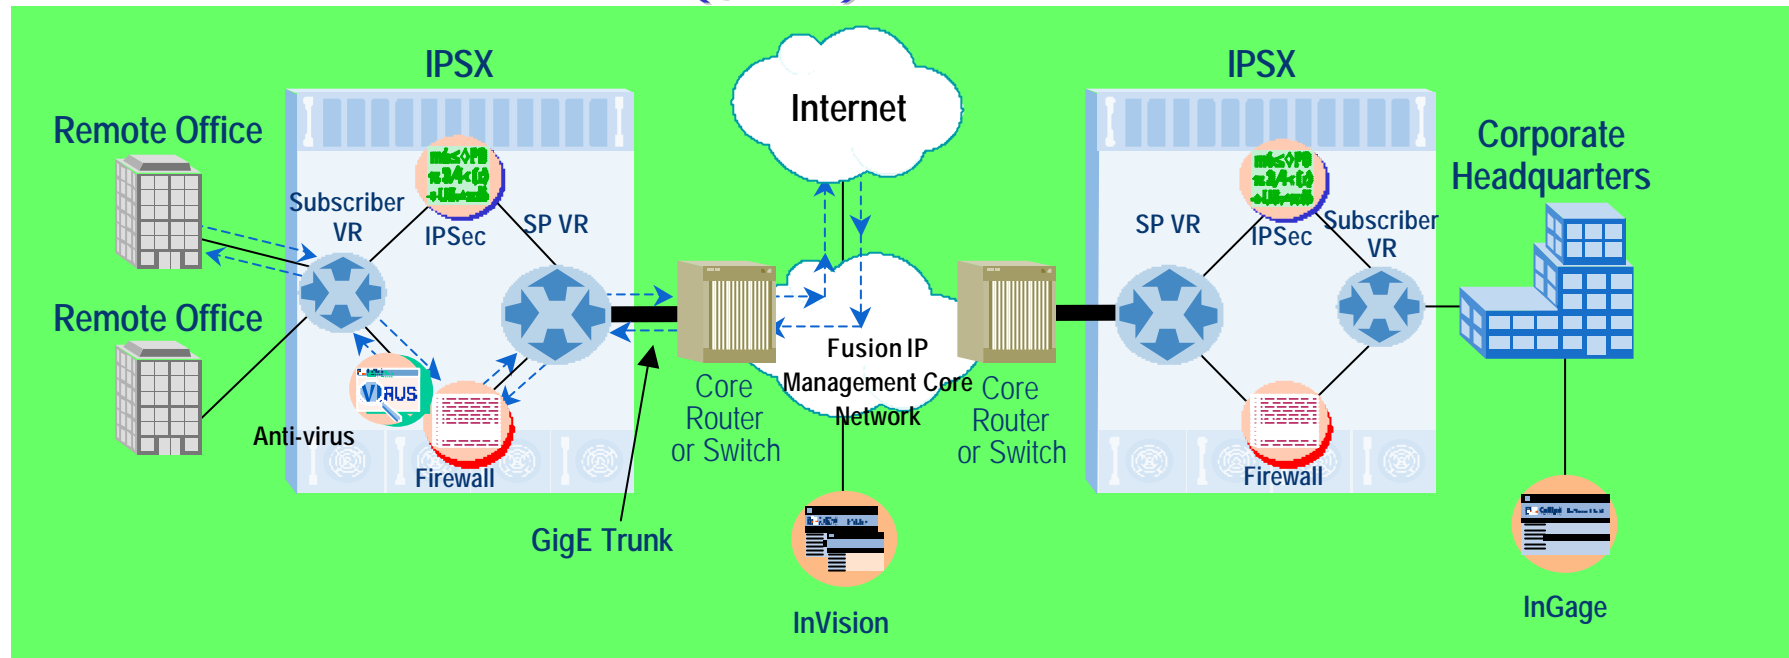 IPSX
IPSX
Internet
Remote Office
Corporate
Headquarters
Subscriber
VR
IPSec
SP VR
SP VR
IPSec
Subscriber
VR
Remote Office
Fusion IP
Management Core
Network
Core
Router
or Switch
Core
Router
or Switch
VIRUS
Anti-virus
Firewall
Firewall
GigE Trunk
InVision
InGage